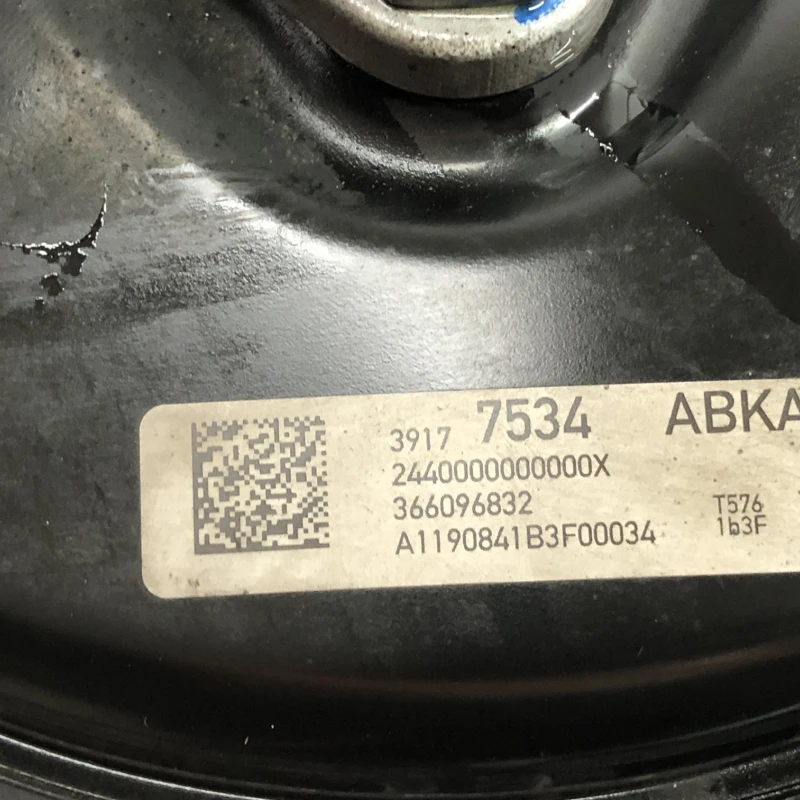 3917 7534 ABKA
2440000000000X
366096832
T576
A1190841B3F00034
1b3F